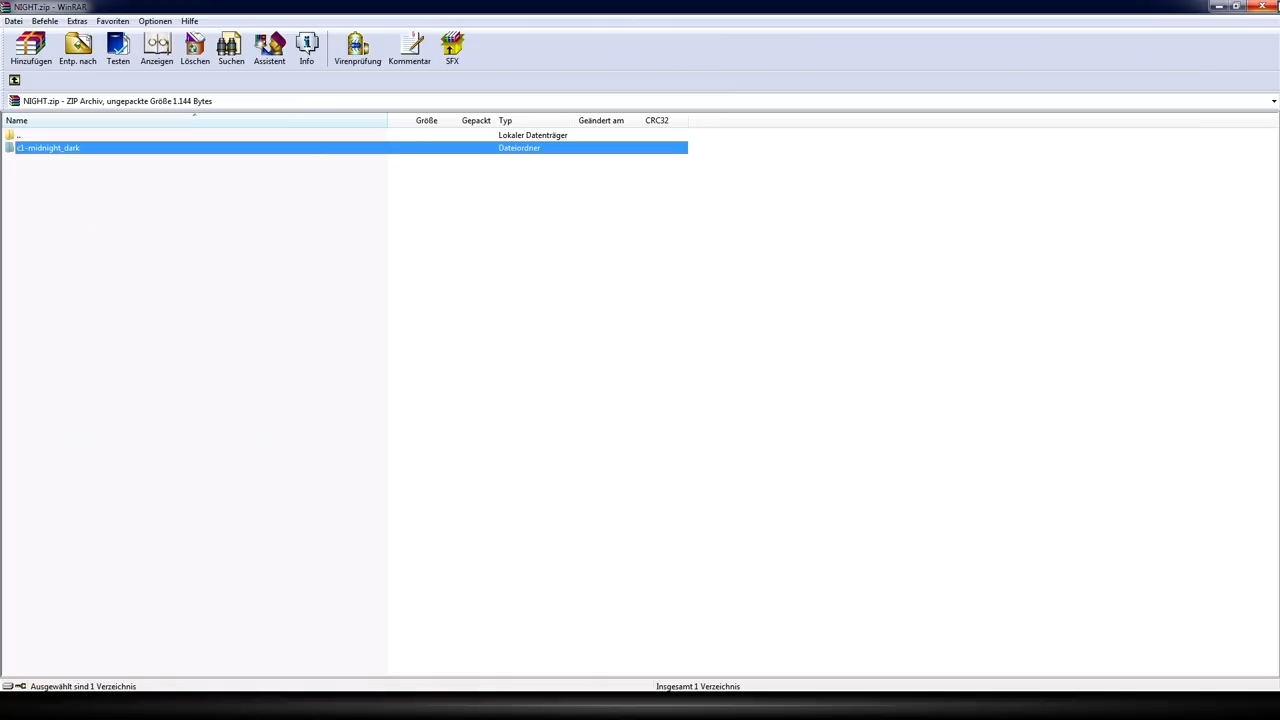 NIGHT.zip - WinRAR
Datei Befehle Extras Favoriten Optionen Hilfe
Hinzufügen Entp. nach Testen Anzeigen Löschen Suchen Assistent Info Virenprüfung Kommentar SFX
NIGHT.zip - ZIP Archiv, ungepackte Größe 1.144 Bytes
Name Größe Gepackt Typ Geändert am CRC32
.. Lokaler Datenträger
c1-midnight_dark Dateiordner
Ausgewählt sind 1 Verzeichnis Insgesamt 1 Verzeichnis